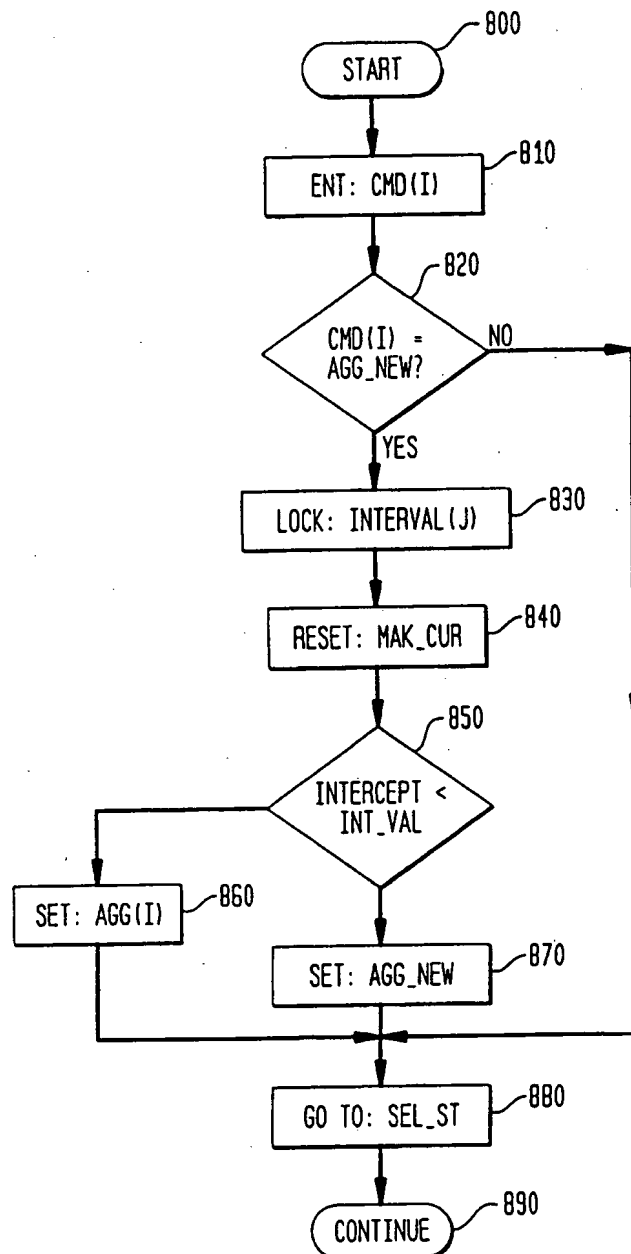 800
START
810
ENT: CMD(I)
820
CMD(I) =
AGG_NEW?
NO
YES
LOCK: INTERVAL(J)
830
RESET: MAK_CUR
840
850
INTERCEPT <
INT_VAL
SET: AGG(I)
860
SET: AGG_NEW
870
GO TO: SEL_ST
880
CONTINUE
890